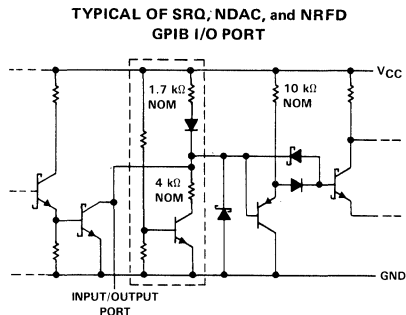 TYPICAL OF SRQ, NDAC, and NRFD
GPIB I/O PORT
VCC
1.7 kΩ
NOM
10 kΩ
NOM
4 kΩ
NOM
GND
INPUT/OUTPUT
PORT